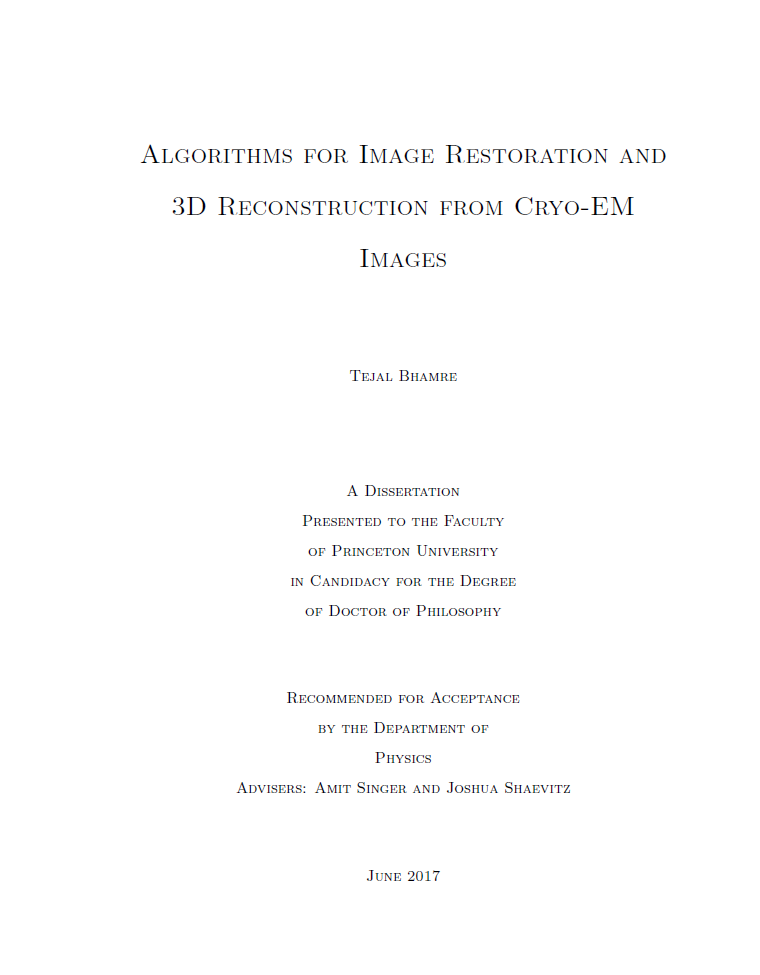 Algorithms for Image Restoration and
3D Reconstruction from Cryo-EM
Images
Tejal Bhamre
A Dissertation
Presented to the Faculty
of Princeton University
in Candidacy for the Degree
of Doctor of Philosophy
Recommended for Acceptance
by the Department of
Physics
Advisers: Amit Singer and Joshua Shaevitz
June 2017